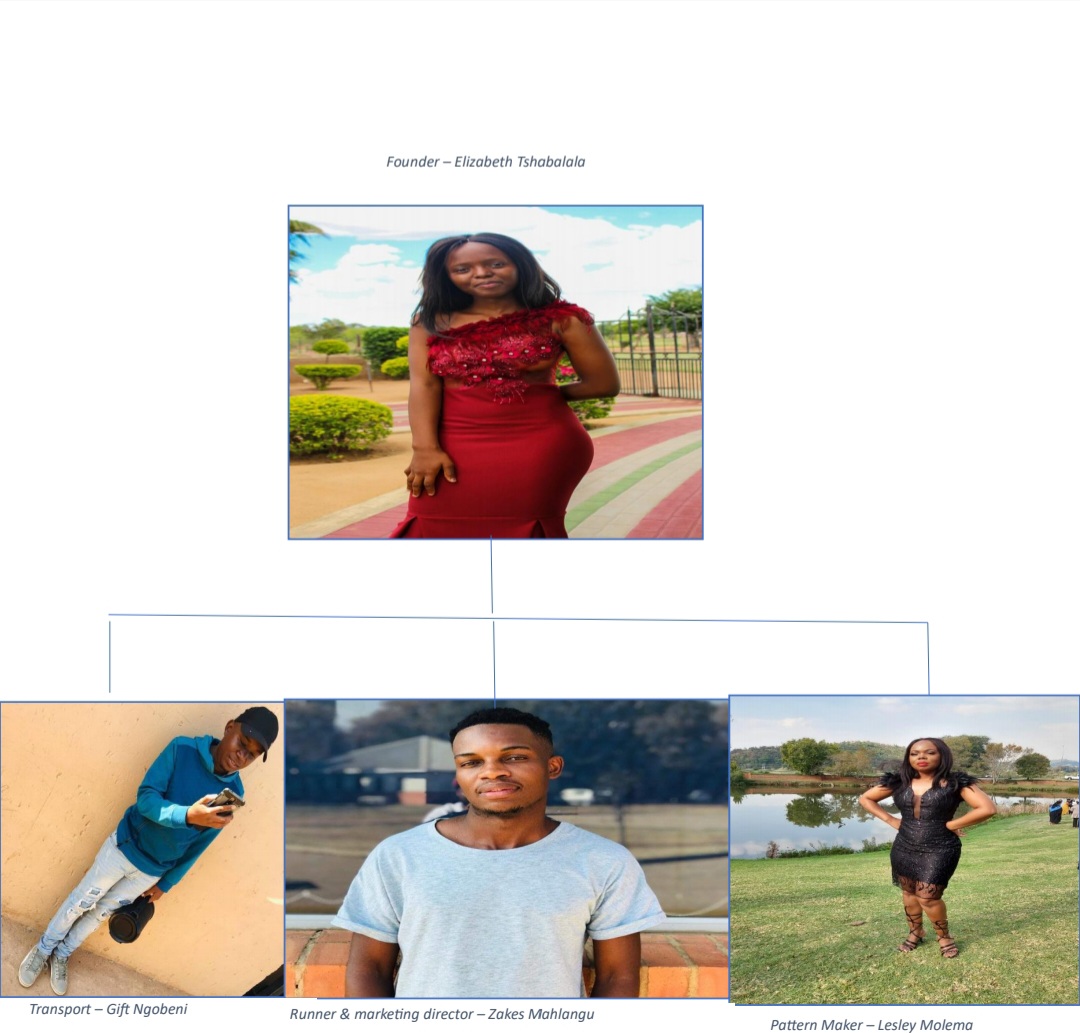 Founder – Elizabeth Tshabalala
Transport – Gift Ngobeni
Runner & marketing director – Zakes Mahlangu
Pattern Maker – Lesley Molema